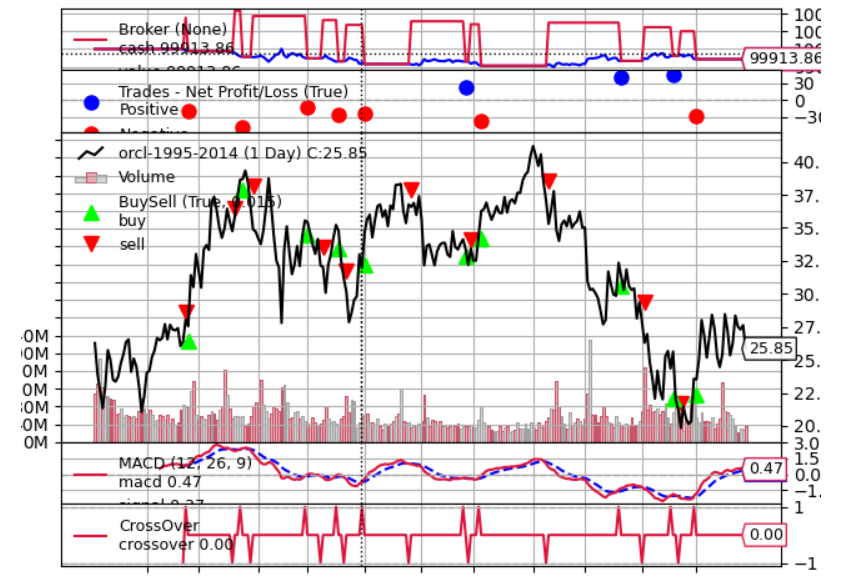 Broker (None)
cash 99913.86
99913.86
30
0
Trades - Net Profit/Loss (True)
Positive
orcl-1995-2014 (1 Day) C:25.85
Volume
BuySell (True, 0.015)
buy
sell
40.
37.
35.
32.
30.
27.
25.
22.
20.
25.85
0M
MACD (12, 26, 9)
macd 0.47
3.0
1.5
0.0
−1.
0.47
CrossOver
crossover 0.00
1
−1
0.00